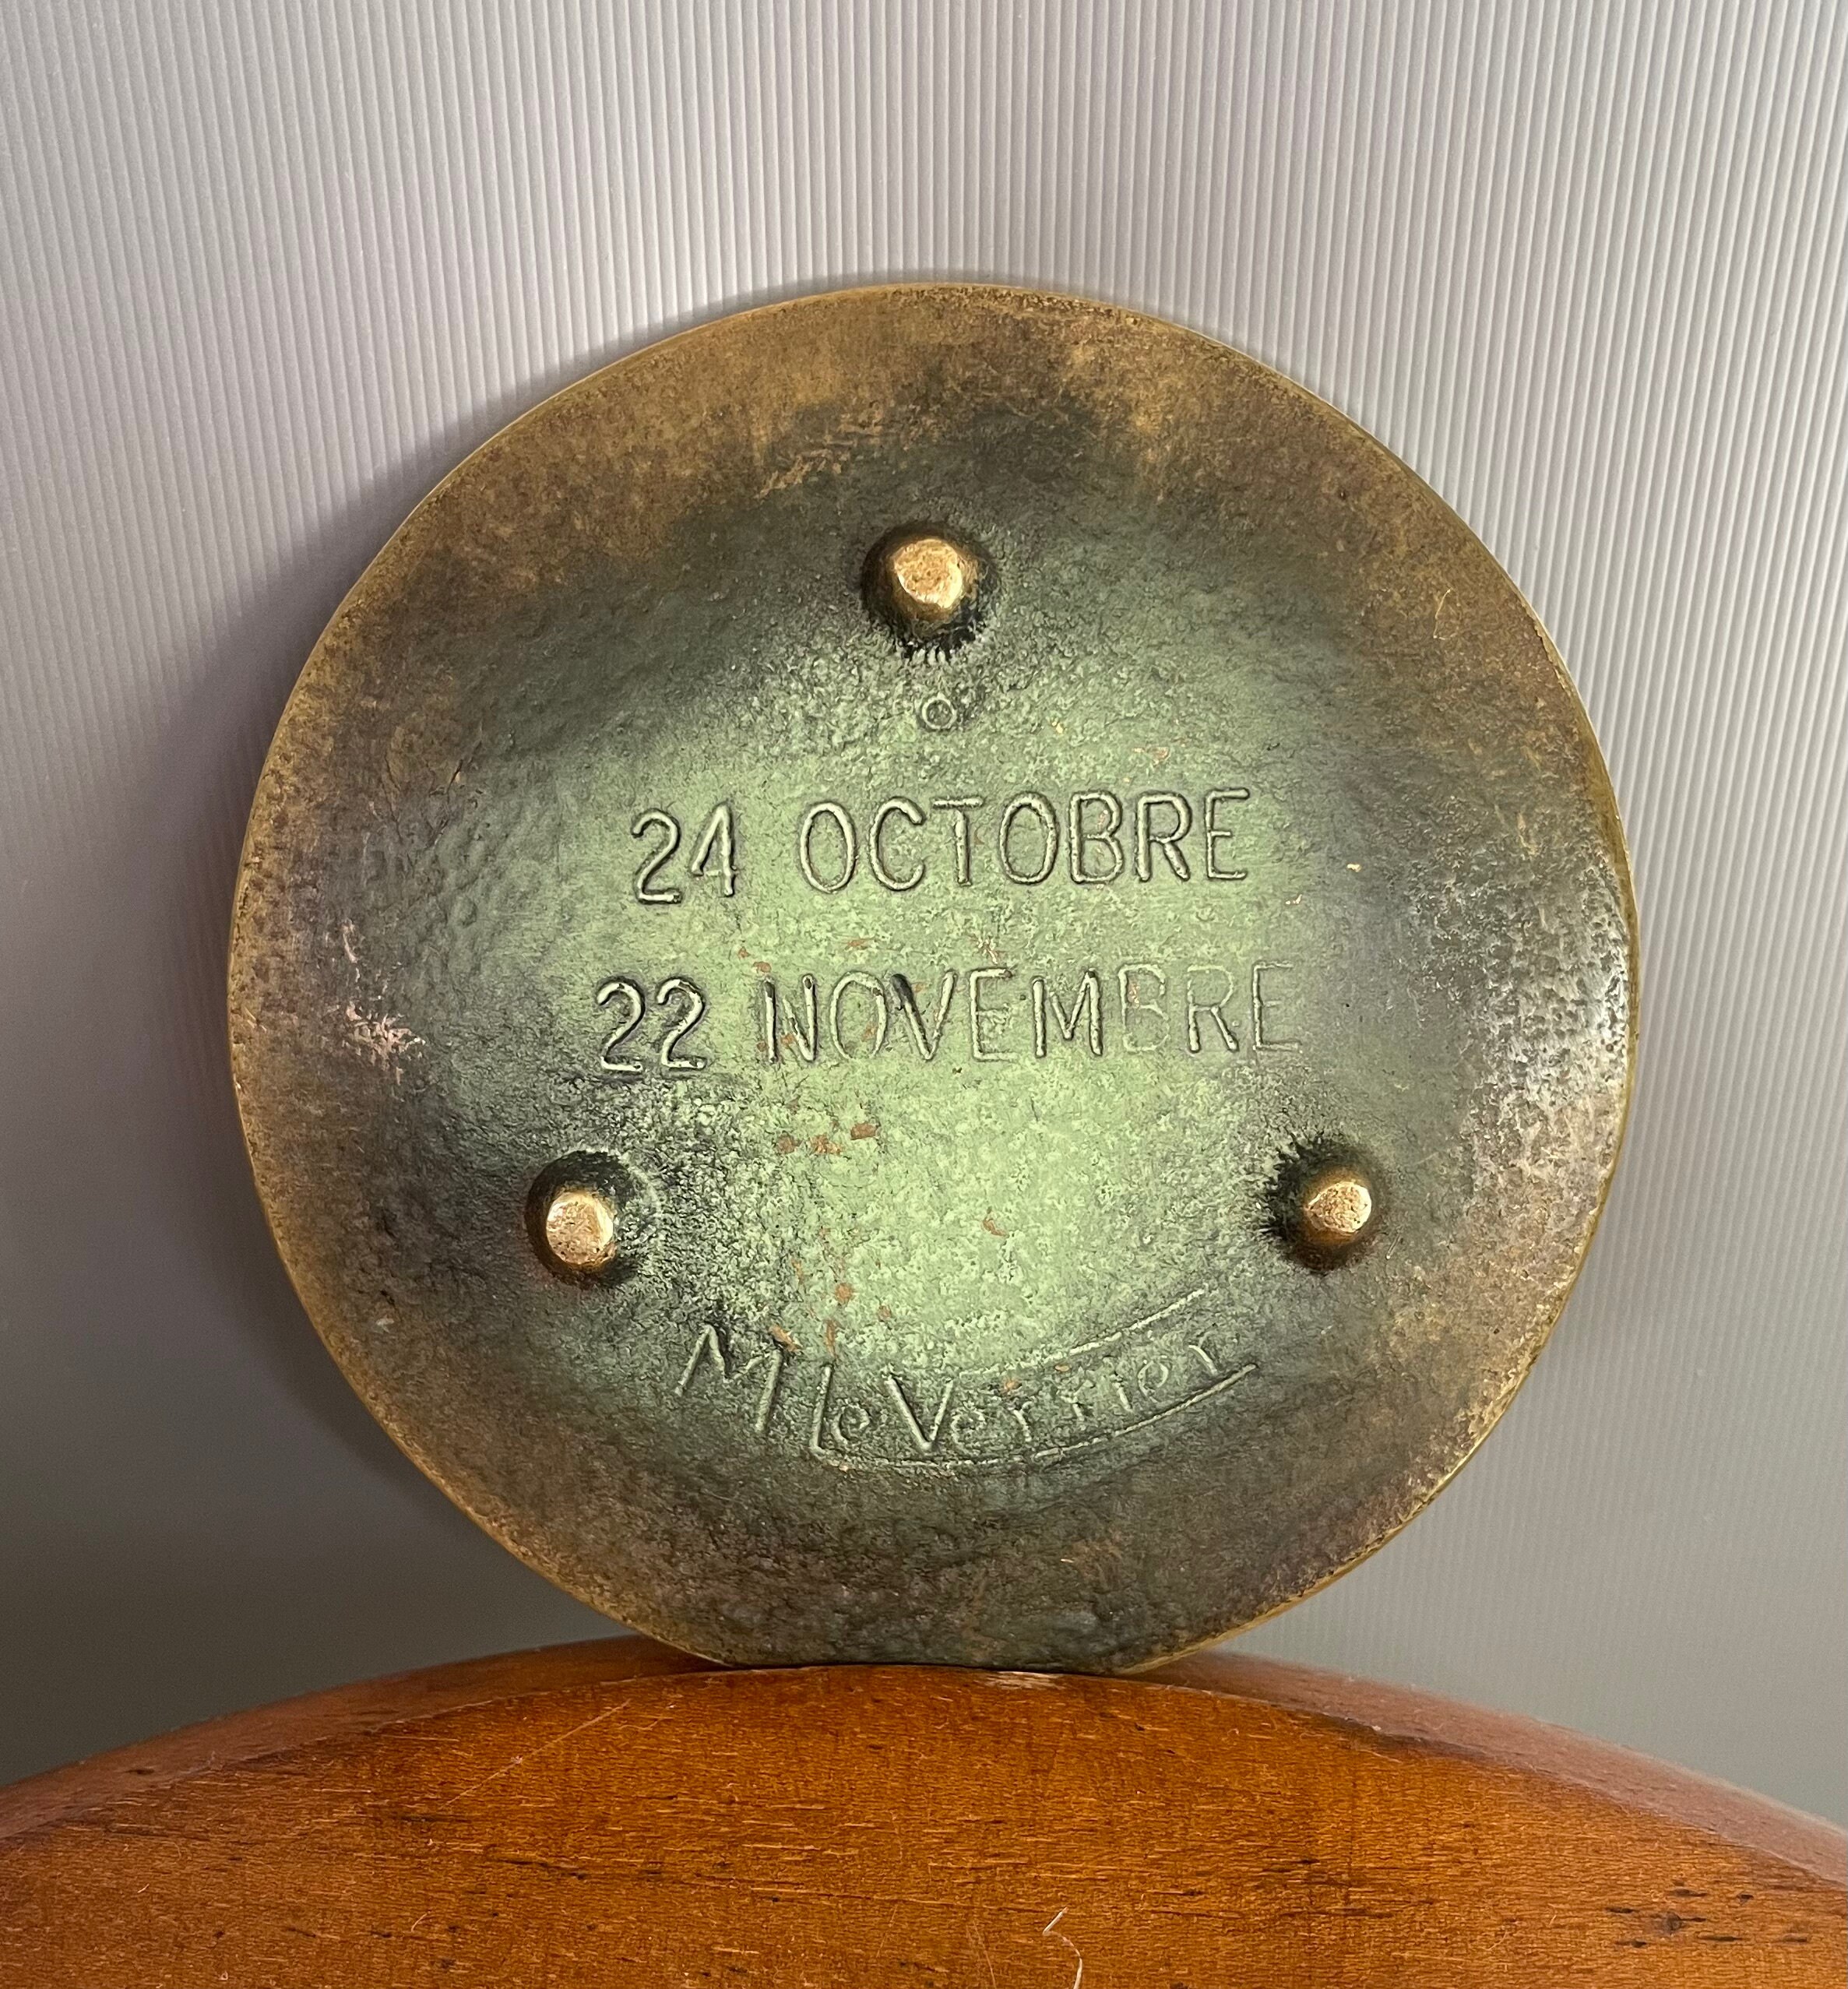 24 OCTOBRE
22 NOVEMBRE
M Le Verrier